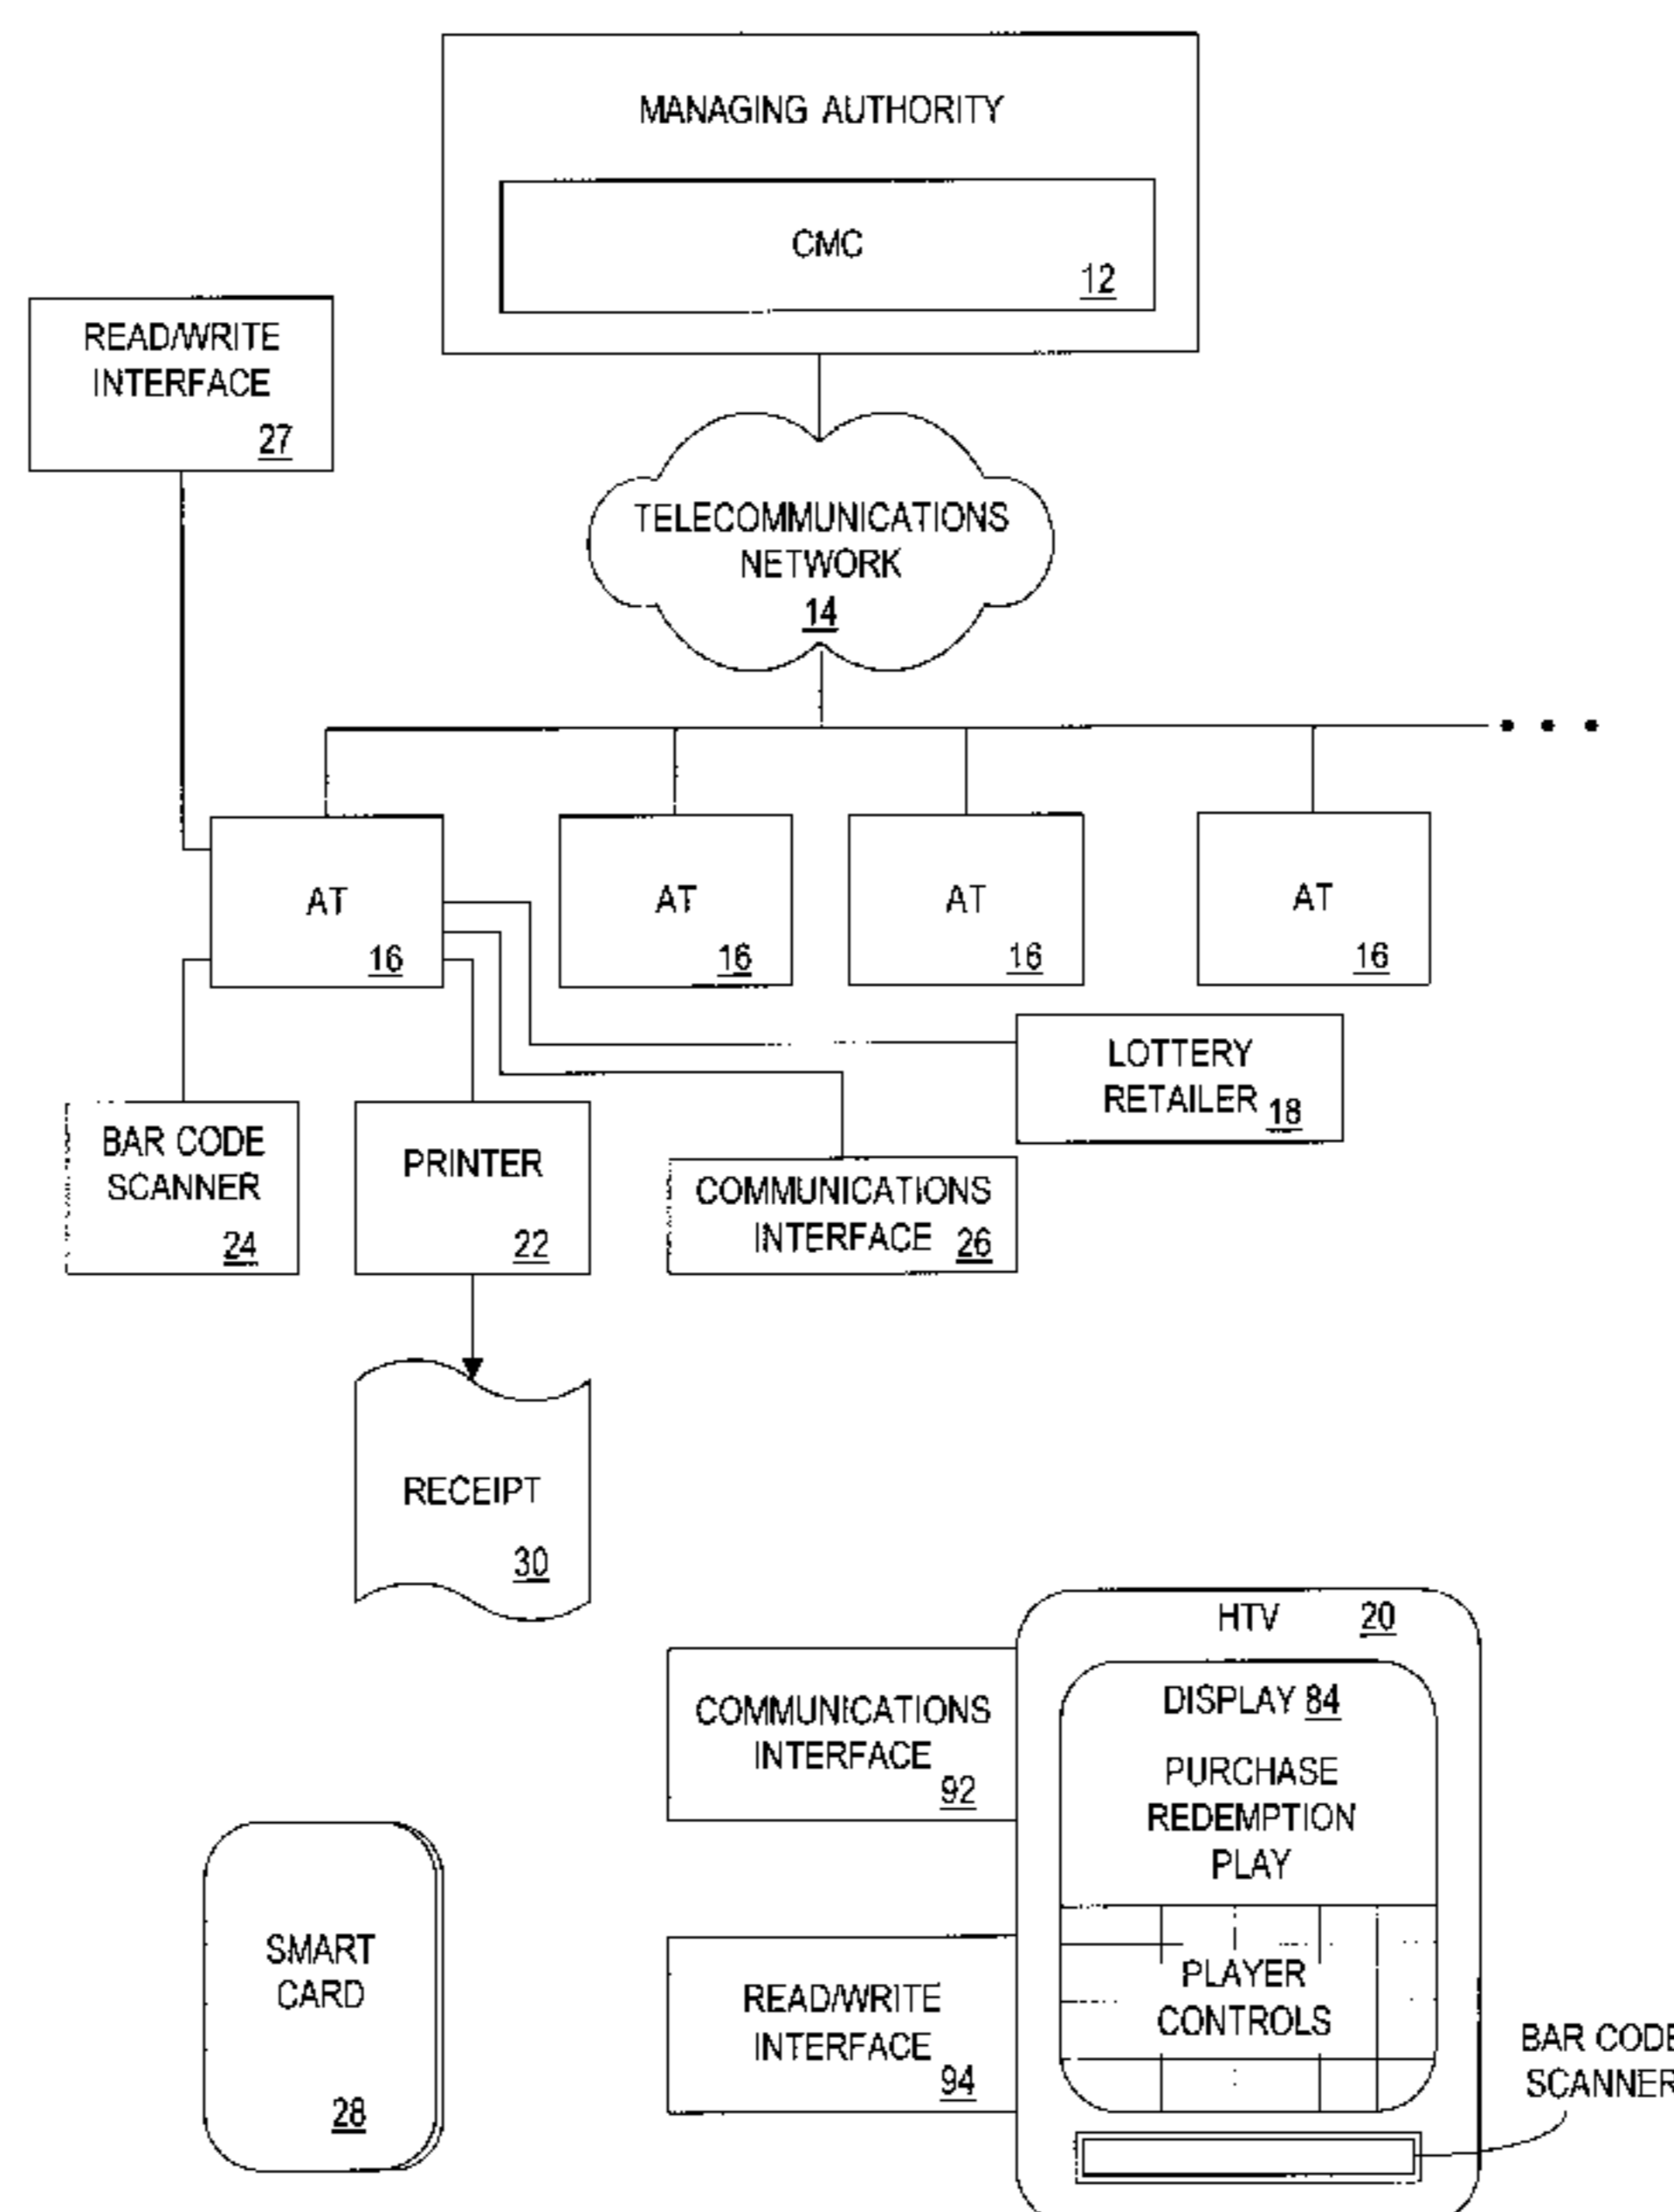 MANAGING AUTHORITY
CMC
12
READ/WRITE
INTERFACE
27
TELECOMMUNICATIONS
NETWORK
14
AT
16
AT
16
AT
16
AT
16
LOTTERY
RETAILER 18
BAR CODE
SCANNER
24
PRINTER
22
COMMUNICATIONS
INTERFACE 26
RECEIPT
30
HTV 20
DISPLAY 84
PURCHASE
REDEMPTION
PLAY
COMMUNICATIONS
INTERFACE
92
SMART
CARD
28
READ/WRITE
INTERFACE
94
PLAYER
CONTROLS
BAR CODE
SCANNER